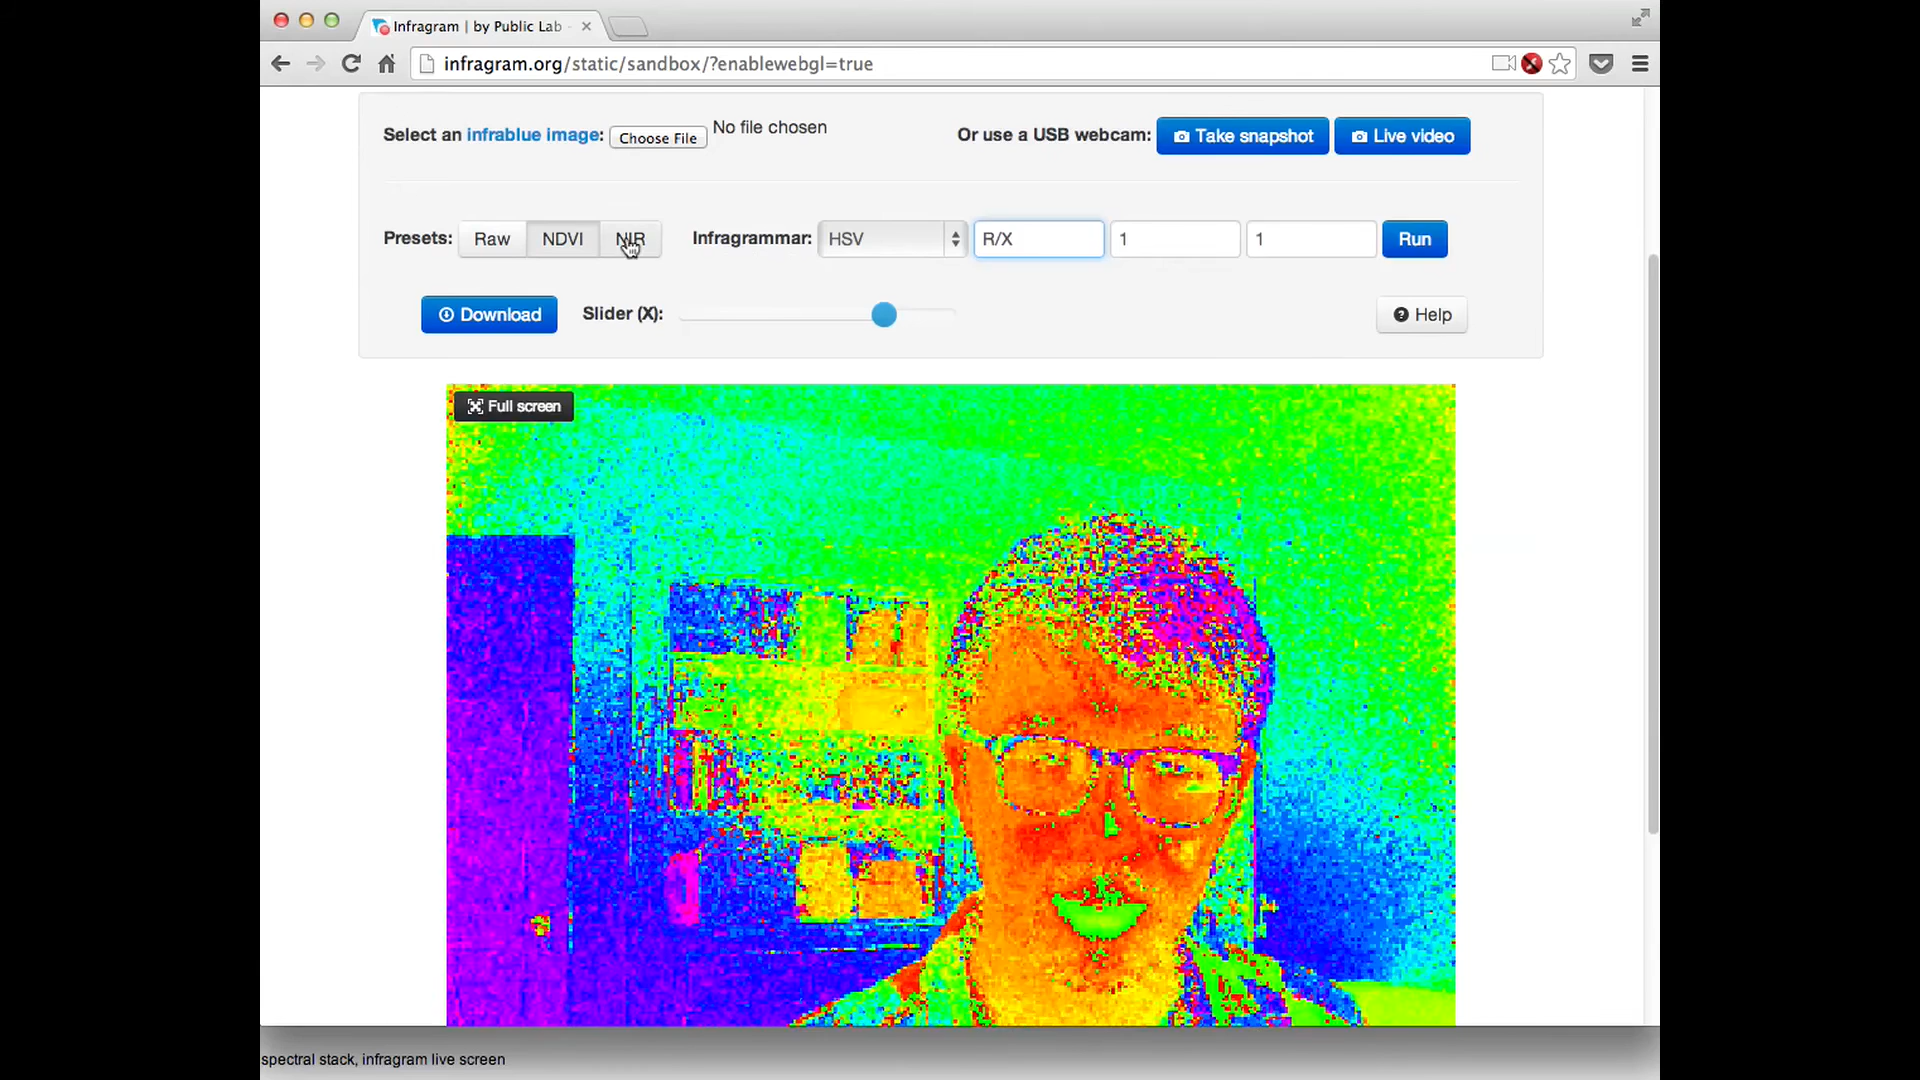 Infragram | by Public Lab
infragram.org/static/sandbox/?enablewebgl=true
Select an infrablue image: Choose File No file chosen Or use a USB webcam: Take snapshot Live video
Presets: Raw NDVI NIR Infragrammar: HSV R/X 1 1 Run
Download Slider (X): Help
Full screen
spectral stack, infragram live screen